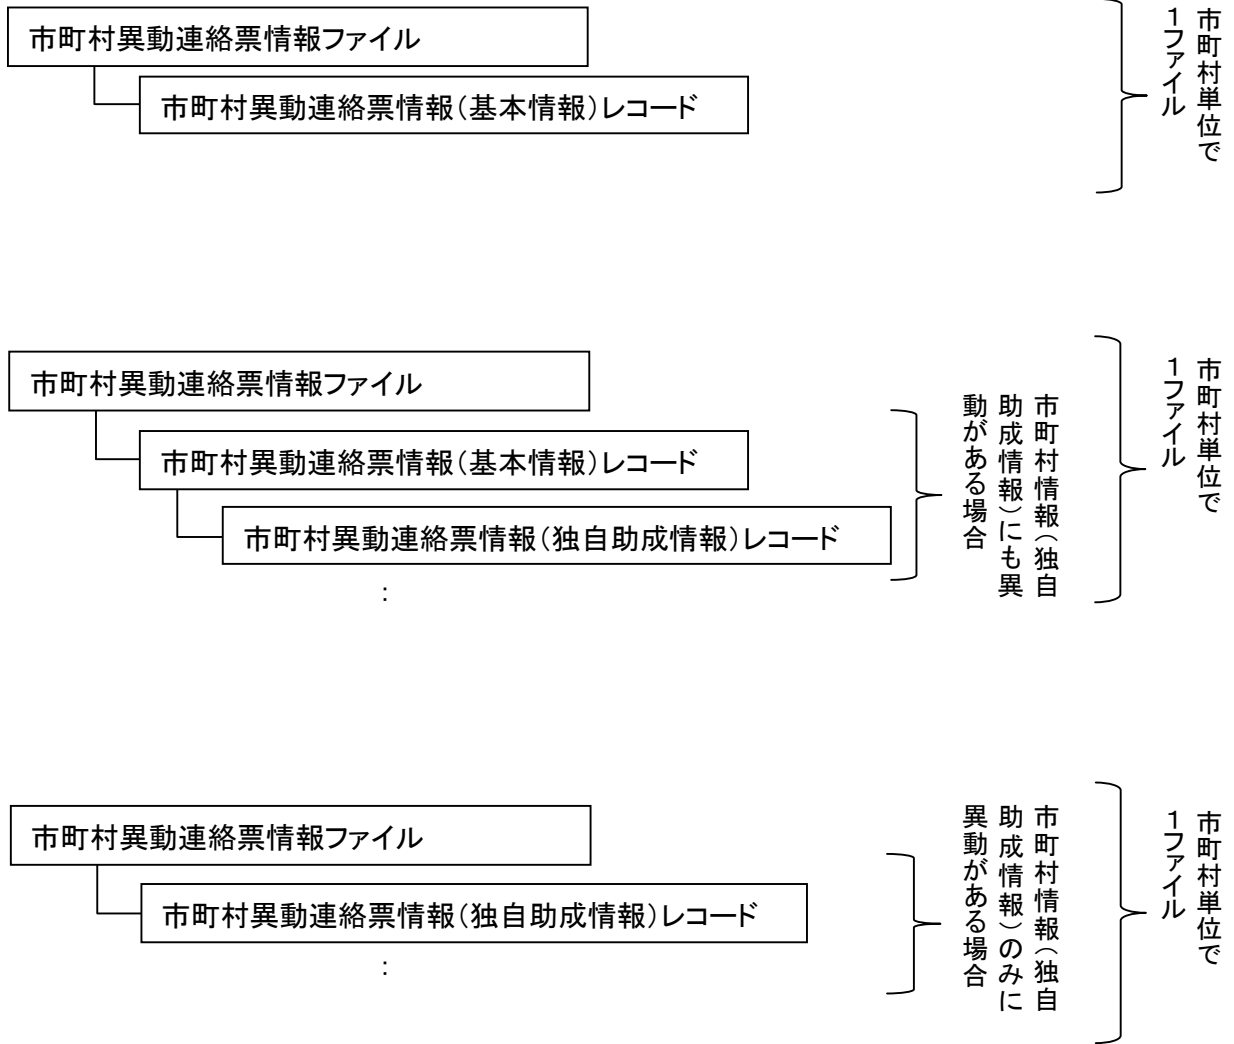 市町村異動連絡票情報ファイル
市町村異動連絡票情報（基本情報）レコード
市町村単位で
１ファイル
市町村異動連絡票情報ファイル
市町村異動連絡票情報（基本情報）レコード
市町村異動連絡票情報（独自助成情報）レコード
：
市町村情報（独自
助成情報）にも異
動がある場合
市町村単位で
１ファイル
市町村異動連絡票情報ファイル
市町村異動連絡票情報（独自助成情報）レコード
：
市町村情報（独自
助成情報）のみに
異動がある場合
市町村単位で
１ファイル